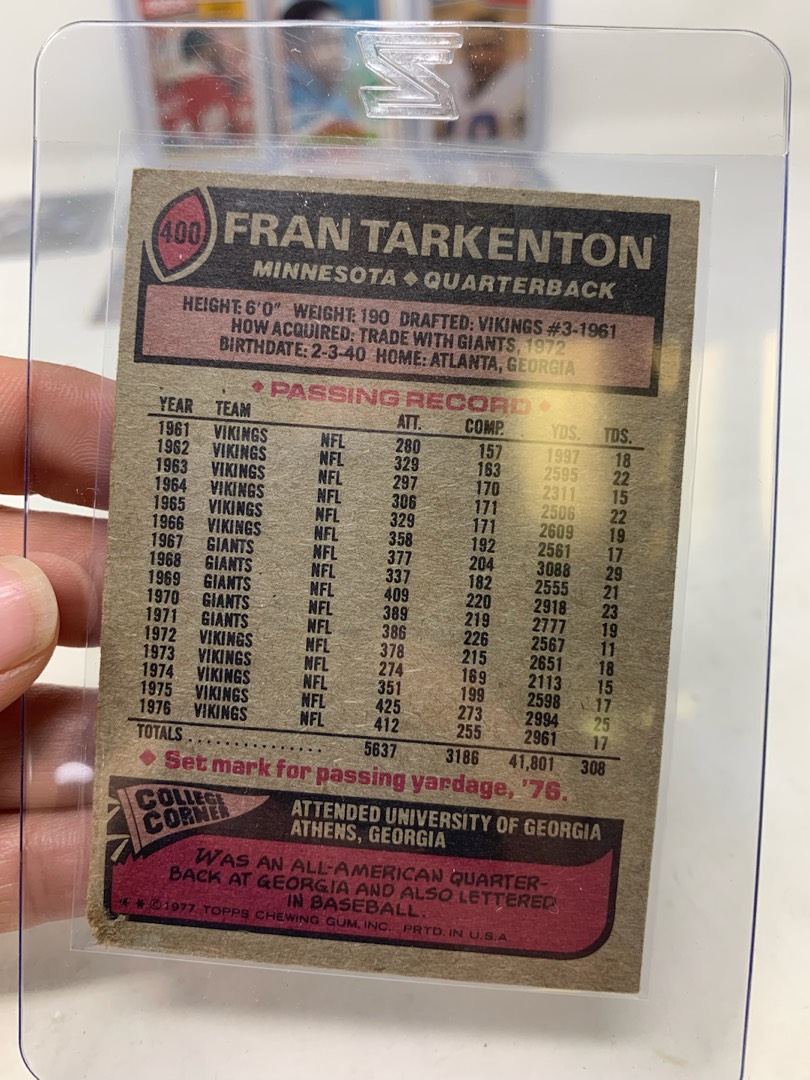 400 FRAN TARKENTON
MINNESOTA ◆ QUARTERBACK
HEIGHT: 6'0" WEIGHT: 190 DRAFTED: VIKINGS #3-1961
HOW ACQUIRED: TRADE WITH GIANTS, 1972
BIRTHDATE: 2-3-40 HOME: ATLANTA, GEORGIA
◆ PASSING RECORD ◆
YEAR TEAM ATT. COMP. YDS. TDS.
1961 VIKINGS NFL 280 157 1997 18
1962 VIKINGS NFL 329 163 2595 22
1963 VIKINGS NFL 297 170 2311 15
1964 VIKINGS NFL 306 171 2506 22
1965 VIKINGS NFL 329 171 2609 19
1966 VIKINGS NFL 358 192 2561 17
1967 GIANTS NFL 377 204 3088 29
1968 GIANTS NFL 337 182 2555 21
1969 GIANTS NFL 409 220 2918 23
1970 GIANTS NFL 389 219 2777 19
1971 GIANTS NFL 386 226 2567 11
1972 VIKINGS NFL 378 215 2651 18
1973 VIKINGS NFL 274 169 2113 15
1974 VIKINGS NFL 351 199 2598 17
1975 VIKINGS NFL 425 273 2994 25
1976 VIKINGS NFL 412 255 2961 17
TOTALS ................ 5637 3186 41,801 308
◆ Set mark for passing yardage, '76.
COLLEGE
CORNER
ATTENDED UNIVERSITY OF GEORGIA
ATHENS, GEORGIA
WAS AN ALL-AMERICAN QUARTER-
BACK AT GEORGIA AND ALSO LETTERED
IN BASEBALL.
* * © 1977 TOPPS CHEWING GUM, INC. PRTD. IN U.S.A